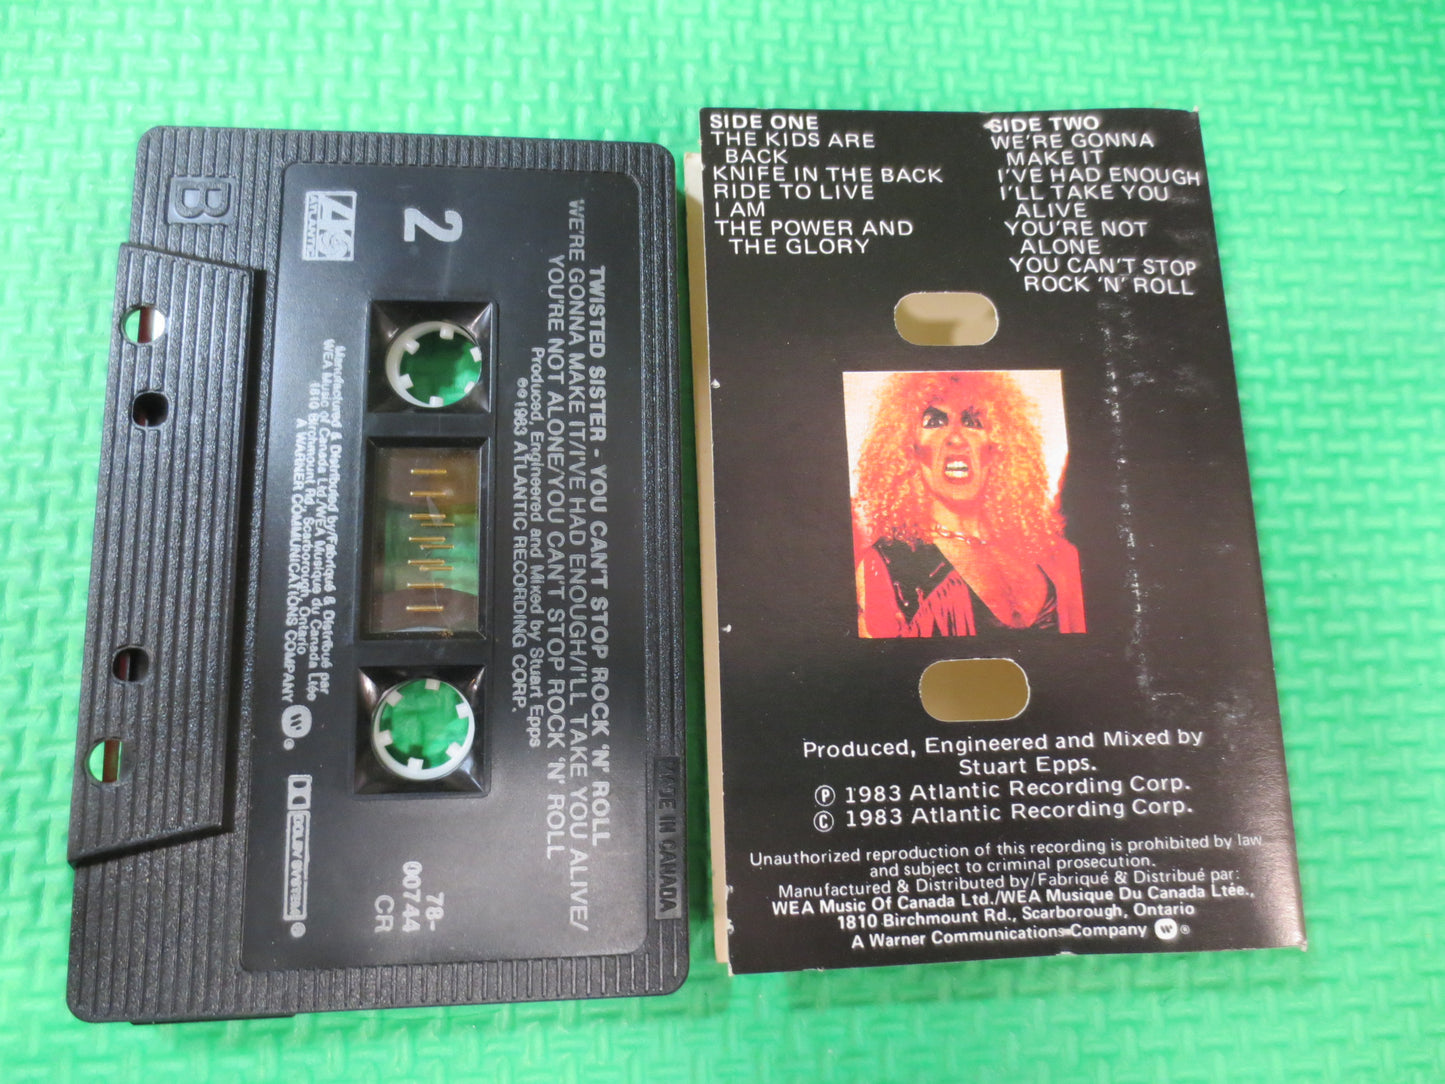 B
ATLANTIC
2
TWISTED SISTER - YOU CAN'T STOP ROCK 'N' ROLL
WE'RE GONNA MAKE IT/I'VE HAD ENOUGH/I'LL TAKE YOU ALIVE/
YOU'RE NOT ALONE/YOU CAN'T STOP ROCK 'N' ROLL
Produced, Engineered and Mixed by Stuart Epps
℗©1983 ATLANTIC RECORDING CORP.
Manufactured & Distributed by/Fabriqué & Distribué par
WEA Music of Canada Ltd./WEA Musique du Canada Ltée
1810 Birchmount Rd. Scarborough, Ontario
A WARNER COMMUNICATIONS COMPANY ®
DOLBY SYSTEM ®
78-
00744
CR
MADE IN CANADA
SIDE ONE
THE KIDS ARE
BACK
KNIFE IN THE BACK
RIDE TO LIVE
I AM
THE POWER AND
THE GLORY
SIDE TWO
WE'RE GONNA
MAKE IT
I'VE HAD ENOUGH
I'LL TAKE YOU
ALIVE
YOU'RE NOT
ALONE
YOU CAN'T STOP
ROCK 'N' ROLL
Produced, Engineered and Mixed by
Stuart Epps.
℗ 1983 Atlantic Recording Corp.
© 1983 Atlantic Recording Corp.
Unauthorized reproduction of this recording is prohibited by law
and subject to criminal prosecution.
Manufactured & Distributed by/Fabriqué & Distribué par:
WEA Music Of Canada Ltd./WEA Musique Du Canada Ltée.,
1810 Birchmount Rd., Scarborough, Ontario
A Warner Communications Company ®